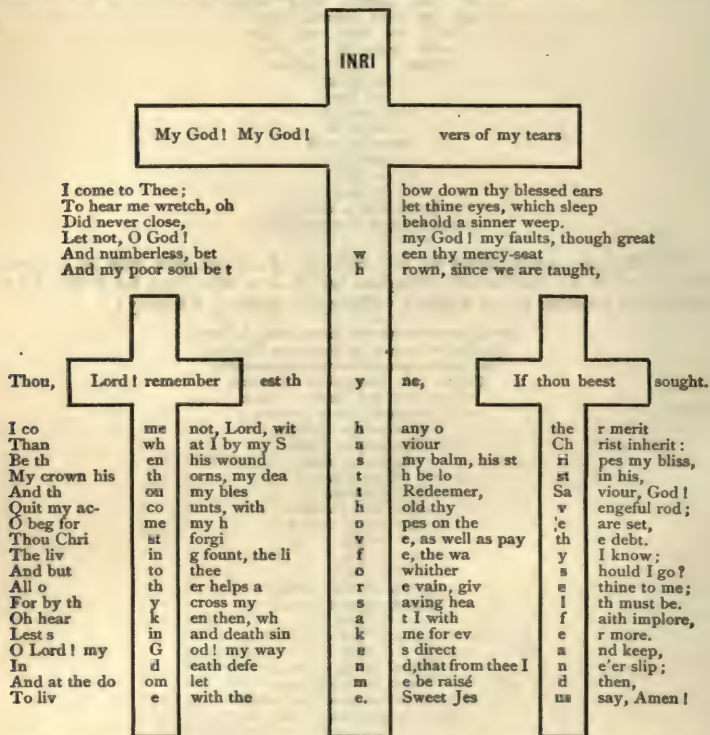 INRI
My God! My God! vers of my tears
I come to Thee; bow down thy blessed ears
To hear me wretch, oh let thine eyes, which sleep
Did never close, behold a sinner weep.
Let not, O God! my God! my faults, though great
And numberless, bet w een thy mercy-seat
And my poor soul be t h rown, since we are taught,
Thou, Lord! remember est th y ne, If thou beest sought.
I co me not, Lord, wit h any o the r merit
Than wh at I by my S a viour Ch rist inherit:
Be th en his wound s my balm, his st ri pes my bliss,
My crown his th orns, my dea t h be lo st in his,
And th ou my bles t Redeemer, Sa viour, God!
Quit my ac- co unts, with h old thy v engeful rod;
O beg for me my h o pes on the e are set,
Thou Chri st forgi v e, as well as pay th e debt.
The liv in g fount, the li f e, the wa y I know;
And but to thee o whither s hould I go?
All o th er helps a r e vain, giv e thine to me;
For by th y cross my s aving hea l th must be.
Oh hear k en then, wh a t I with f aith implore,
Lest s in and death sin k me for ev e r more.
O Lord! my G od! my way e s direct a nd keep,
In d eath defe n d, that from thee I n e'er slip;
And at the do om let m e be raisé d then,
To liv e with the e. Sweet Jes us say, Amen!